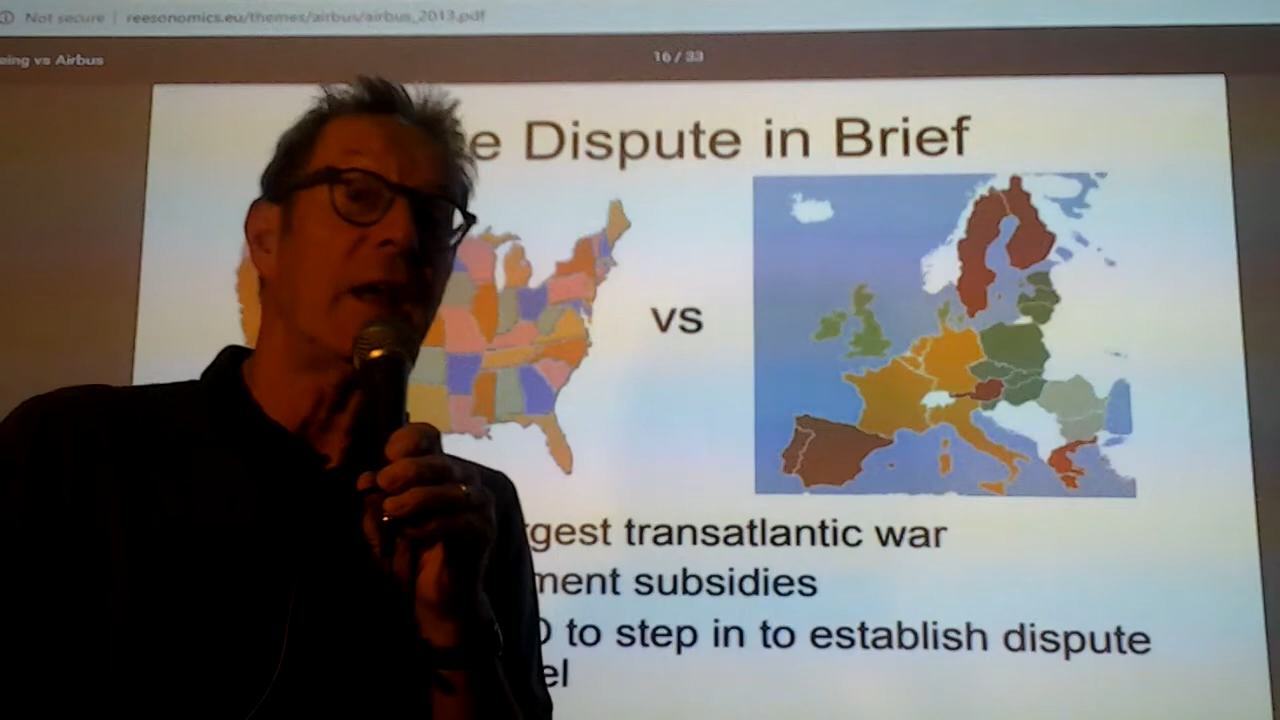 Not secure | reesonomics.eu/themes/airbus/airbus_2013.pdf
eing vs Airbus
16 / 33
e Dispute in Brief
vs
gest transatlantic war
ment subsidies
to step in to establish dispute
el